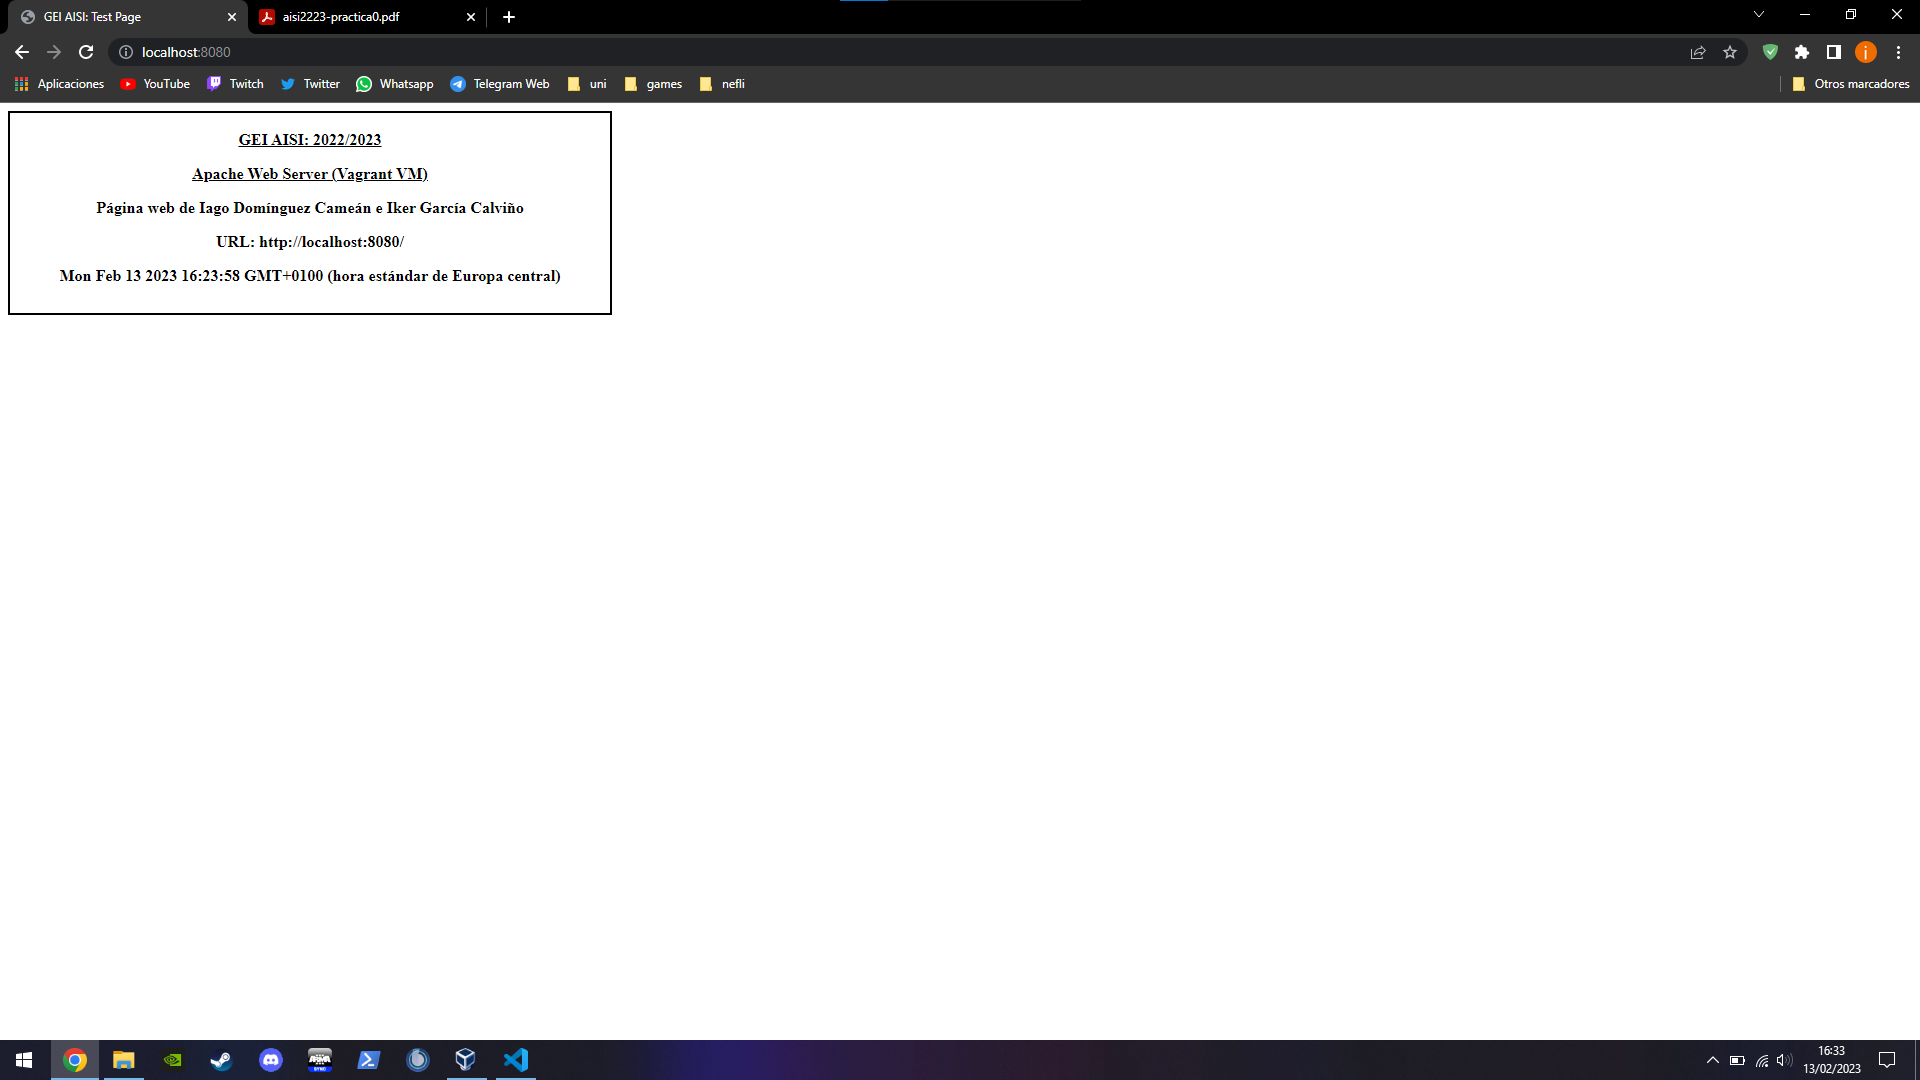 GEI AISI: Test Page
aisi2223-practica0.pdf
localhost:8080
Aplicaciones YouTube Twitch Twitter Whatsapp Telegram Web uni games nefli Otros marcadores
GEI AISI: 2022/2023
Apache Web Server (Vagrant VM)
Página web de Iago Domínguez Cameán e Iker García Calviño
URL: http://localhost:8080/
Mon Feb 13 2023 16:23:58 GMT+0100 (hora estándar de Europa central)
16:33
13/02/2023